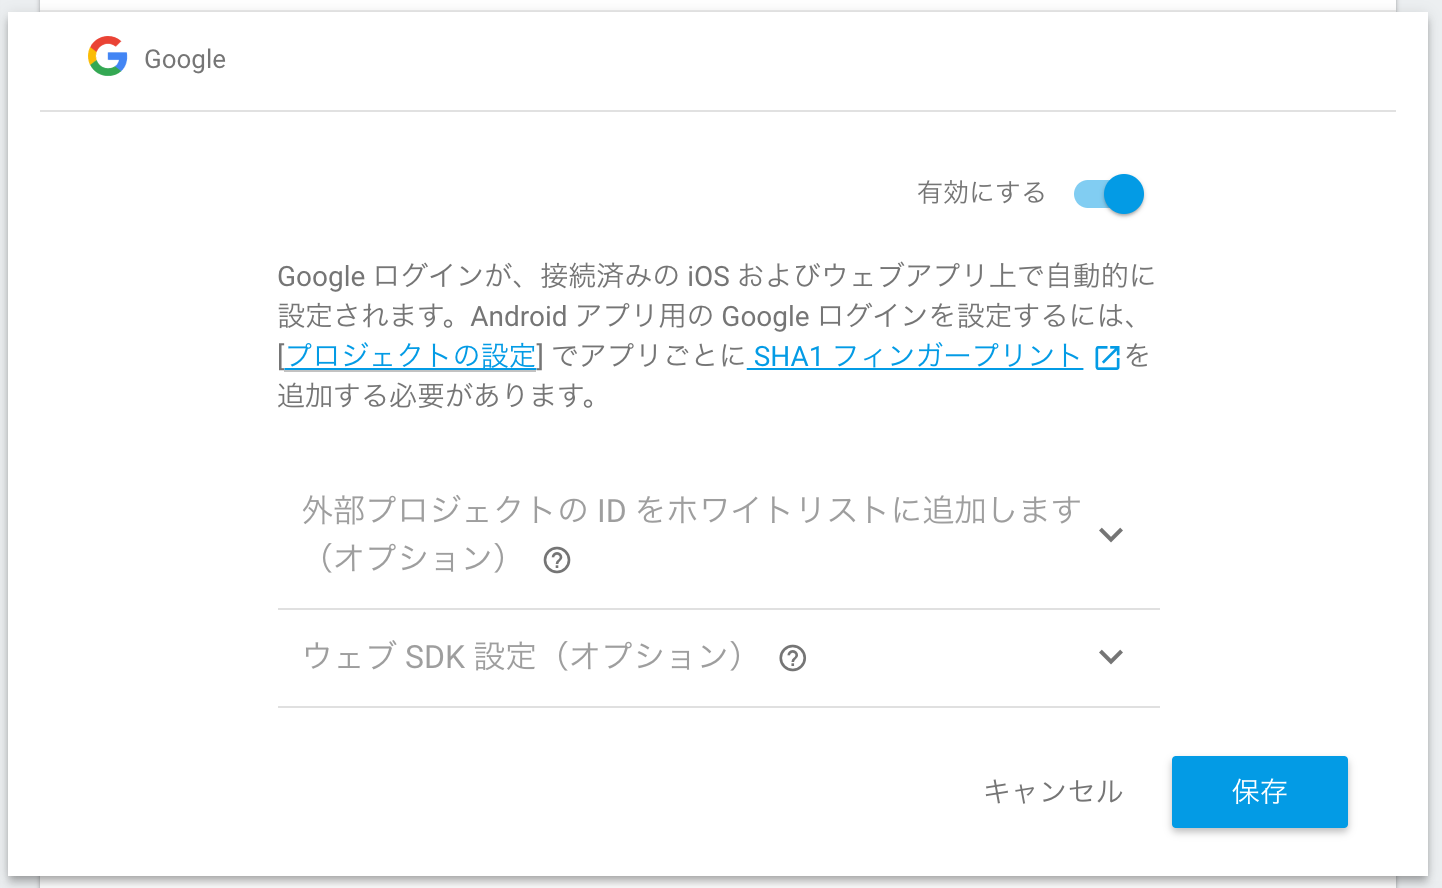 Google
有効にする
Google ログインが、接続済みの iOS およびウェブアプリ上で自動的に
設定されます。Android アプリ用の Google ログインを設定するには、
[プロジェクトの設定] でアプリごとに SHA1 フィンガープリント を
追加する必要があります。
外部プロジェクトの ID をホワイトリストに追加します
（オプション）
ウェブ SDK 設定（オプション）
キャンセル 保存